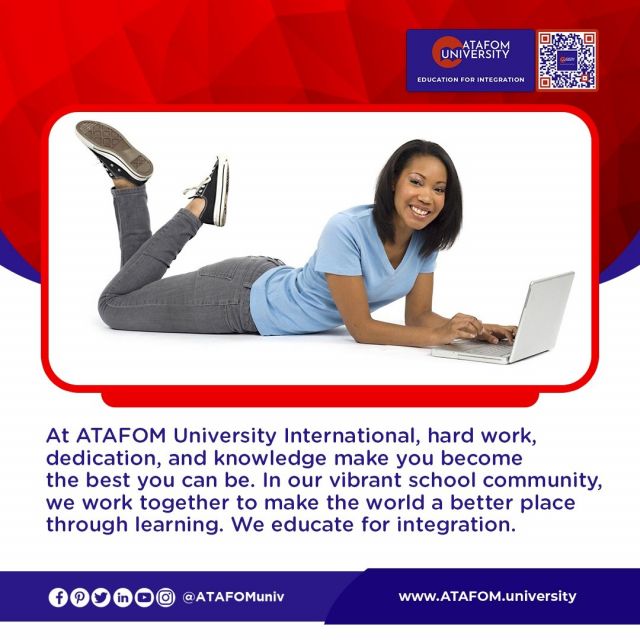 ATAFOM
UNIVERSITY
EDUCATION FOR INTEGRATION
At ATAFOM University International, hard work,
dedication, and knowledge make you become
the best you can be. In our vibrant school community,
we work together to make the world a better place
through learning. We educate for integration.
@ATAFOMuniv
www.ATAFOM.university